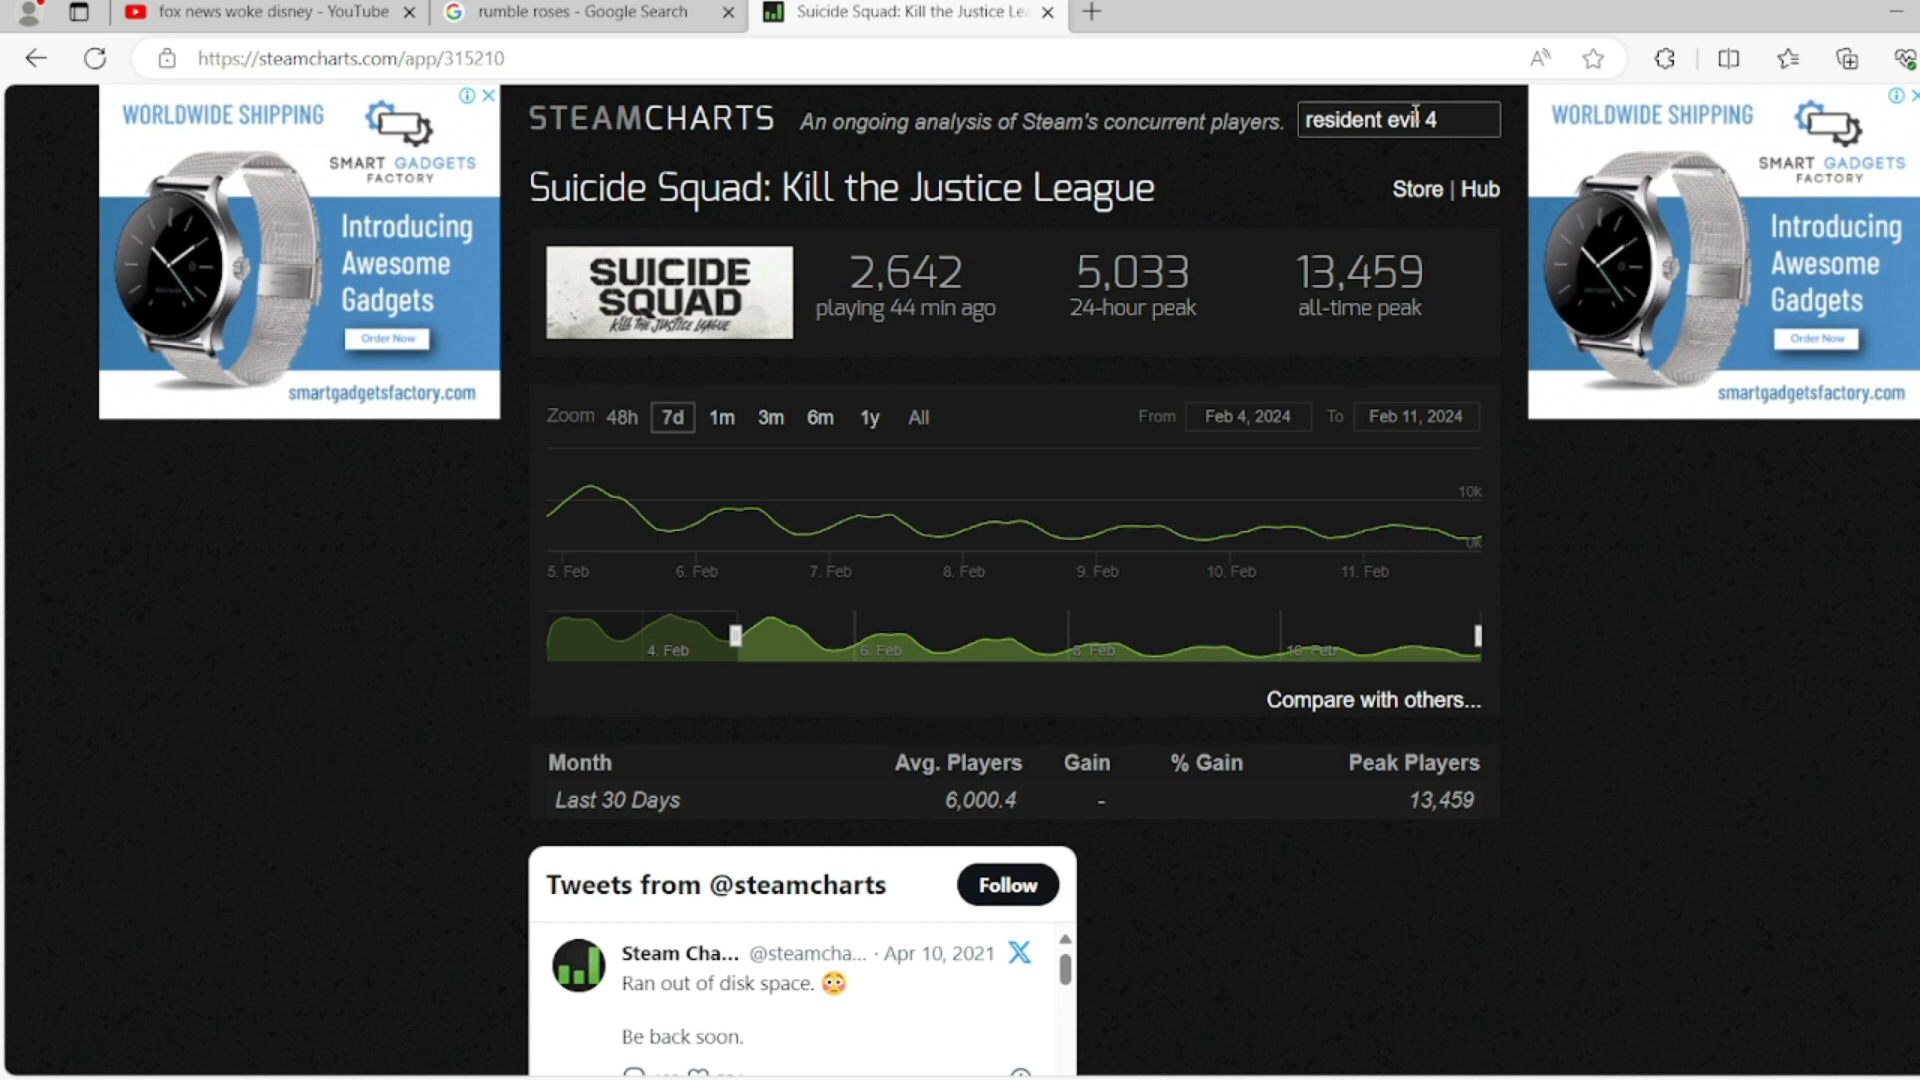 fox news woke disney - YouTube
rumble roses - Google Search
Suicide Squad: Kill the Justice Lea
https://steamcharts.com/app/315210
WORLDWIDE SHIPPING
SMART GADGETS
FACTORY
Introducing
Awesome
Gadgets
Order Now
smartgadgetsfactory.com
STEAMCHARTS
An ongoing analysis of Steam's concurrent players.
resident evil 4
Suicide Squad: Kill the Justice League
Store | Hub
SUICIDE
SQUAD
KILL THE JUSTICE LEAGUE
2,642
playing 44 min ago
5,033
24-hour peak
13,459
all-time peak
Zoom 48h 7d 1m 3m 6m 1y All
From Feb 4, 2024 To Feb 11, 2024
10k
0k
5. Feb 6. Feb 7. Feb 8. Feb 9. Feb 10. Feb 11. Feb
4. Feb 6. Feb 8. Feb 10. Feb
Compare with others...
Month Avg. Players Gain % Gain Peak Players
Last 30 Days 6,000.4 - 13,459
Tweets from @steamcharts
Follow
Steam Cha... @steamcha... · Apr 10, 2021
Ran out of disk space. 😳
Be back soon.
WORLDWIDE SHIPPING
SMART GADGETS
FACTORY
Introducing
Awesome
Gadgets
Order Now
smartgadgetsfactory.com